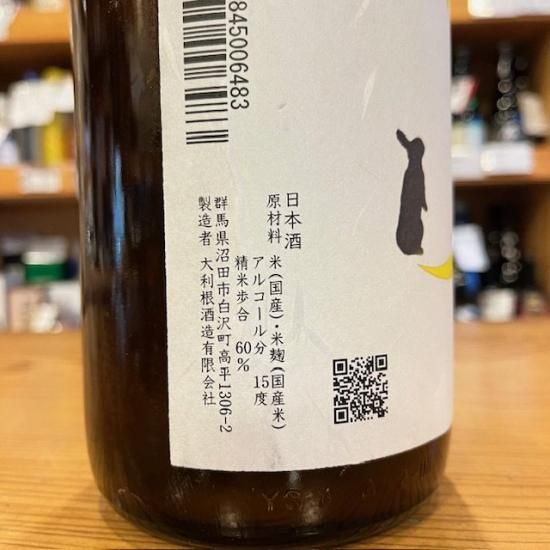 845006483
日本酒
原材料 米(国産)・米麹(国産米)
アルコール分 15度
精米歩合 60%
群馬県沼田市白沢町高平1306-2
製造者 大利根酒造有限会社